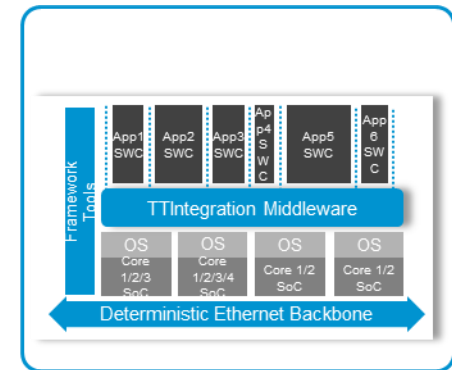 Framework
Tools
App1
SWC
App2
SWC
App3
SWC
Ap
p4
S
W
C
App5
SWC
App
6
SW
C
TTIntegration Middleware
OS
Core
1/2/3
SoC
OS
Core
1/2/3/4
SoC
OS
Core 1/2
SoC
OS
Core 1/2
SoC
Deterministic Ethernet Backbone